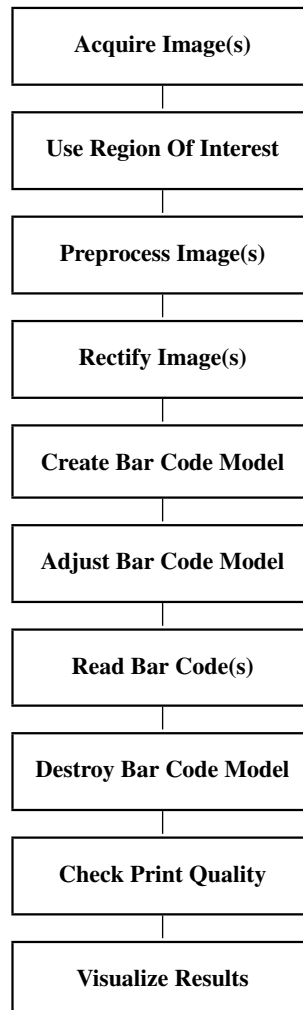 Acquire Image(s)
Use Region Of Interest
Preprocess Image(s)
Rectify Image(s)
Create Bar Code Model
Adjust Bar Code Model
Read Bar Code(s)
Destroy Bar Code Model
Check Print Quality
Visualize Results